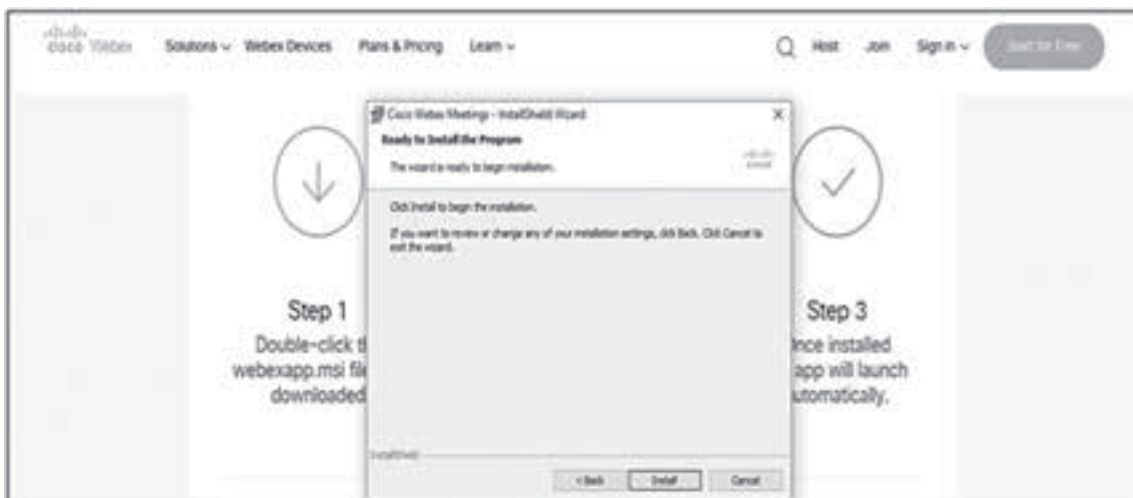 cisco Webex Solutions Webex Devices Plans & Pricing Learn Host Join Sign in Start for Free
Cisco Webex Meetings - InstallShield Wizard X
Ready to Install the Program
The wizard is ready to begin installation.
cisco
Click Install to begin the installation.
If you want to review or change any of your installation settings, click Back. Click Cancel to
exit the wizard.
Step 1
Double-click t
webexapp.msi file
downloaded
Step 3
Once installed
app will launch
utomatically.
InstallShield
< Back Install Cancel